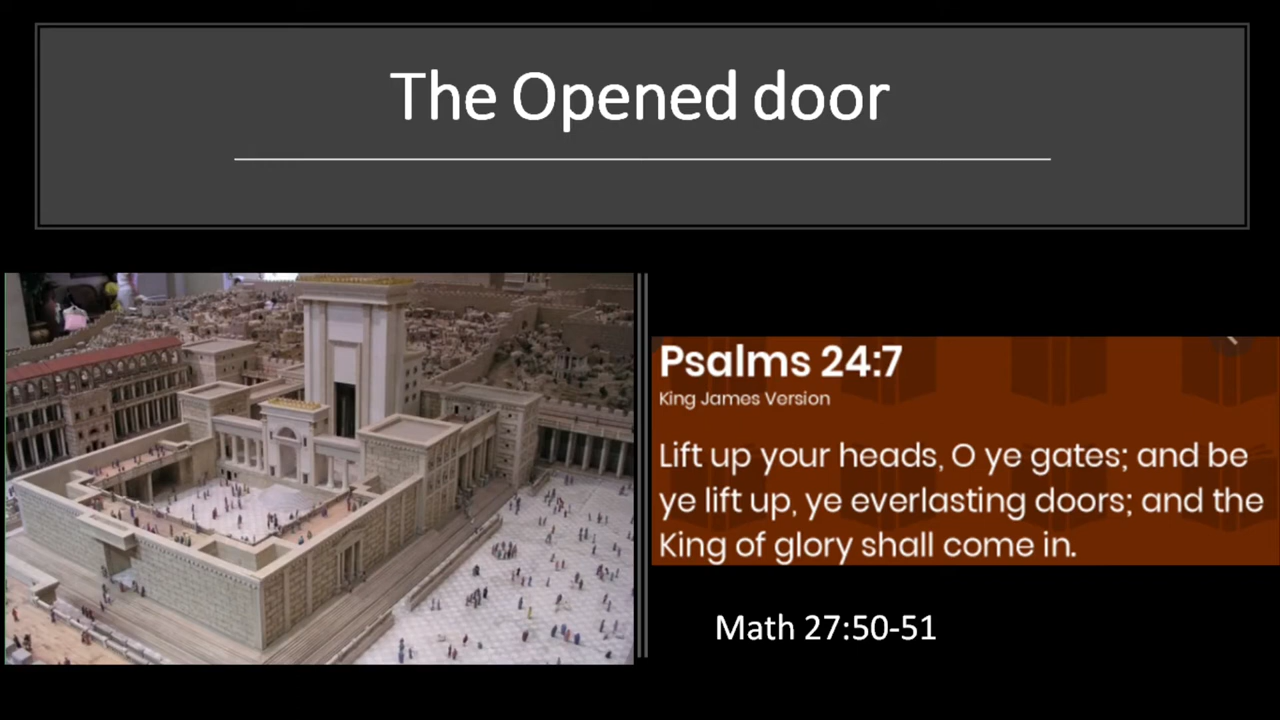 The Opened door
Psalms 24:7
King James Version
Lift up your heads, O ye gates; and be
ye lift up, ye everlasting doors; and the
King of glory shall come in.
Math 27:50-51